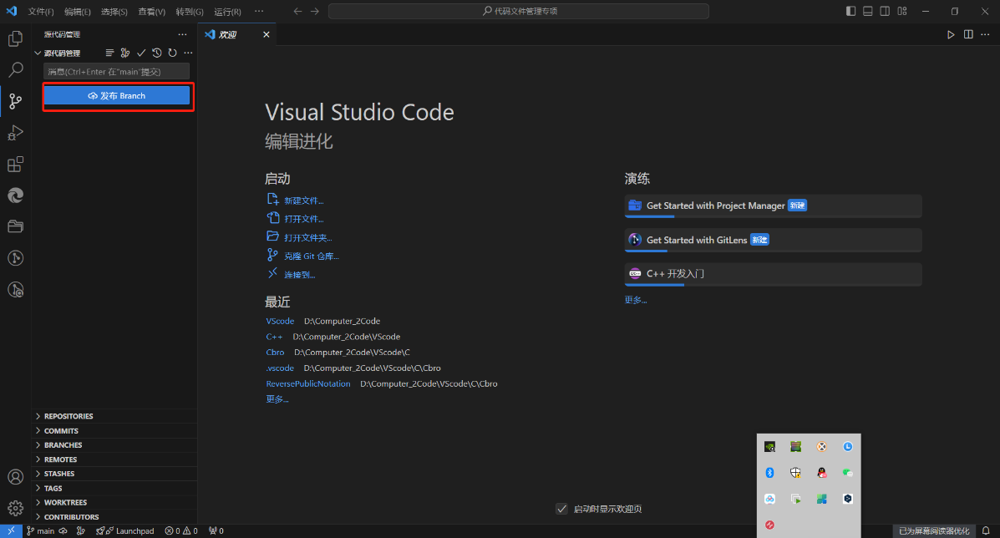 文件(F) 编辑(E) 选择(S) 查看(V) 转到(G) 运行(R) ··· 代码文件管理专项
源代码管理 ···
欢迎
源代码管理 ···
消息(Ctrl+Enter 在"main"提交)
发布 Branch
Visual Studio Code
编辑进化
启动
新建文件...
打开文件...
打开文件夹...
克隆 Git 仓库...
连接到...
最近
VScode D:\Computer_2Code
C++ D:\Computer_2Code\VScode
Cbro D:\Computer_2Code\VScode\C
.vscode D:\Computer_2Code\VScode\C\Cbro
ReversePublicNotation D:\Computer_2Code\VScode\C\Cbro
更多...
演练
Get Started with Project Manager 新建
Get Started with GitLens 新建
C++ 开发入门
更多...
REPOSITORIES
COMMITS
BRANCHES
REMOTES
STASHES
TAGS
WORKTREES
CONTRIBUTORS
启动时显示欢迎页
main Launchpad 0 0 0 已为屏幕阅读器优化